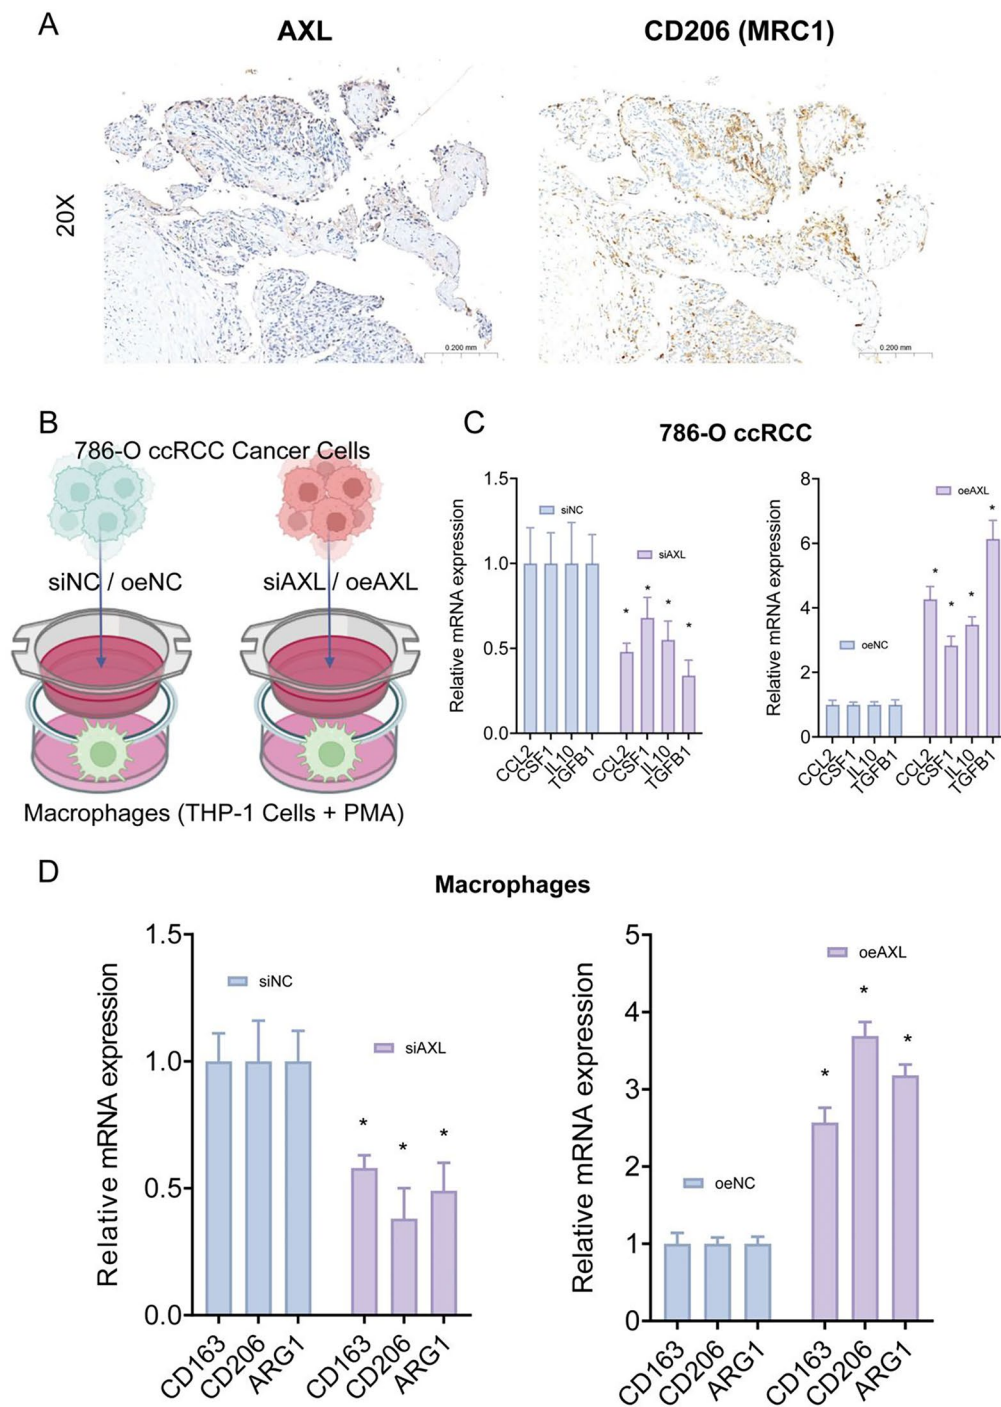 A
AXL
CD206 (MRC1)
20X
0.200 mm
0.200 mm
B
786-O ccRCC Cancer Cells
siNC / oeNC
siAXL / oeAXL
Macrophages (THP-1 Cells + PMA)
C
786-O ccRCC
Relative mRNA expression
1.5
1.0
0.5
0.0
siNC
siAXL
* * * *
CCL2
CSF1
IL10
TGFB1
CCL2
CSF1
IL10
TGFB1
Relative mRNA expression
8
6
4
2
0
oeNC
oeAXL
* * * *
CCL2
CSF1
IL10
TGFB1
CCL2
CSF1
IL10
TGFB1
D
Macrophages
Relative mRNA expression
1.5
1.0
0.5
0.0
siNC
siAXL
* * *
CD163
CD206
ARG1
CD163
CD206
ARG1
Relative mRNA expression
5
4
3
2
1
0
oeNC
oeAXL
* * *
CD163
CD206
ARG1
CD163
CD206
ARG1